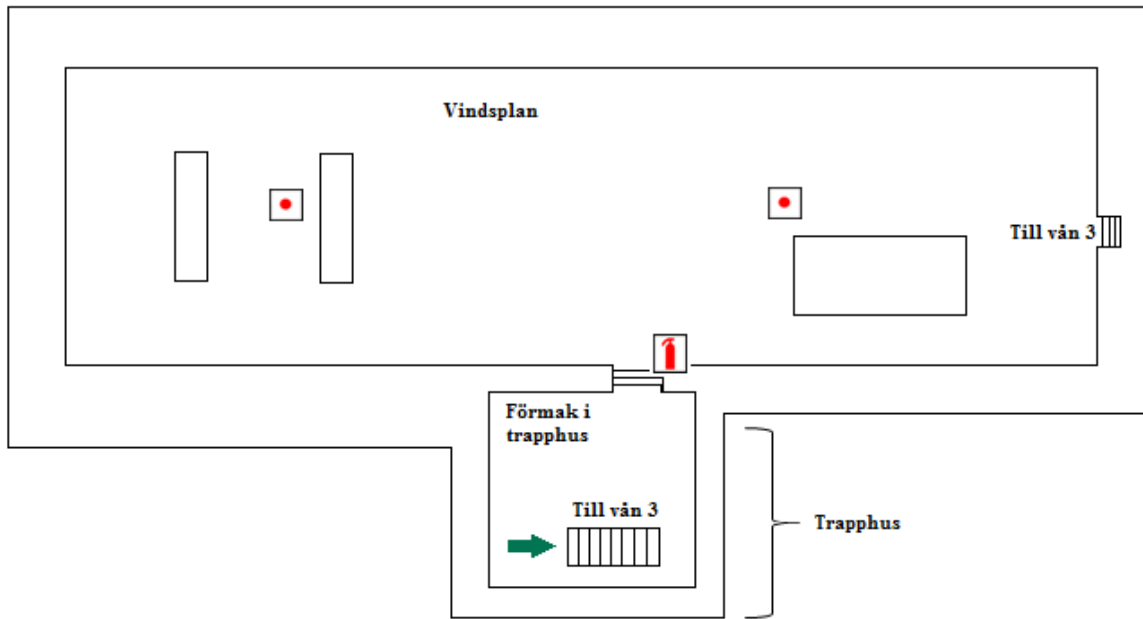 Vindsplan
Till vån 3
Förmak i
trapphus
Till vån 3
Trapphus